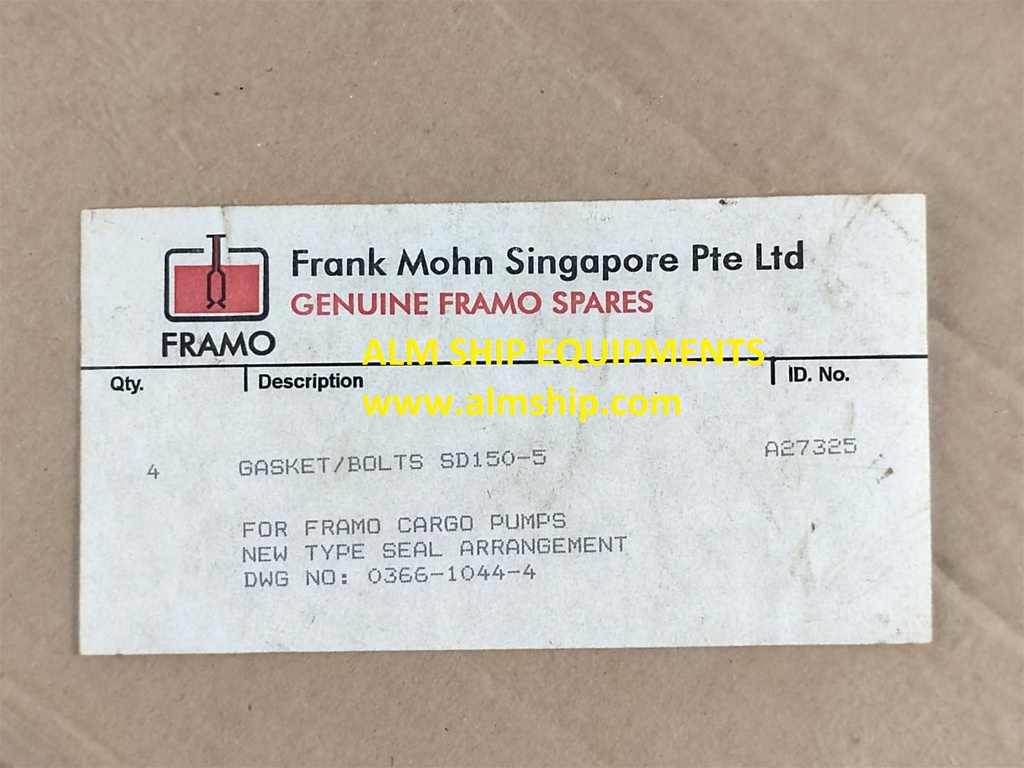 Frank Mohn Singapore Pte Ltd
GENUINE FRAMO SPARES
FRAMO
ALM SHIP EQUIPMENTS
Qty. Description ID. No.
www.almship.com
4 GASKET/BOLTS SD150-5 A27325
FOR FRAMO CARGO PUMPS
NEW TYPE SEAL ARRANGEMENT
DWG NO: 0366-1044-4